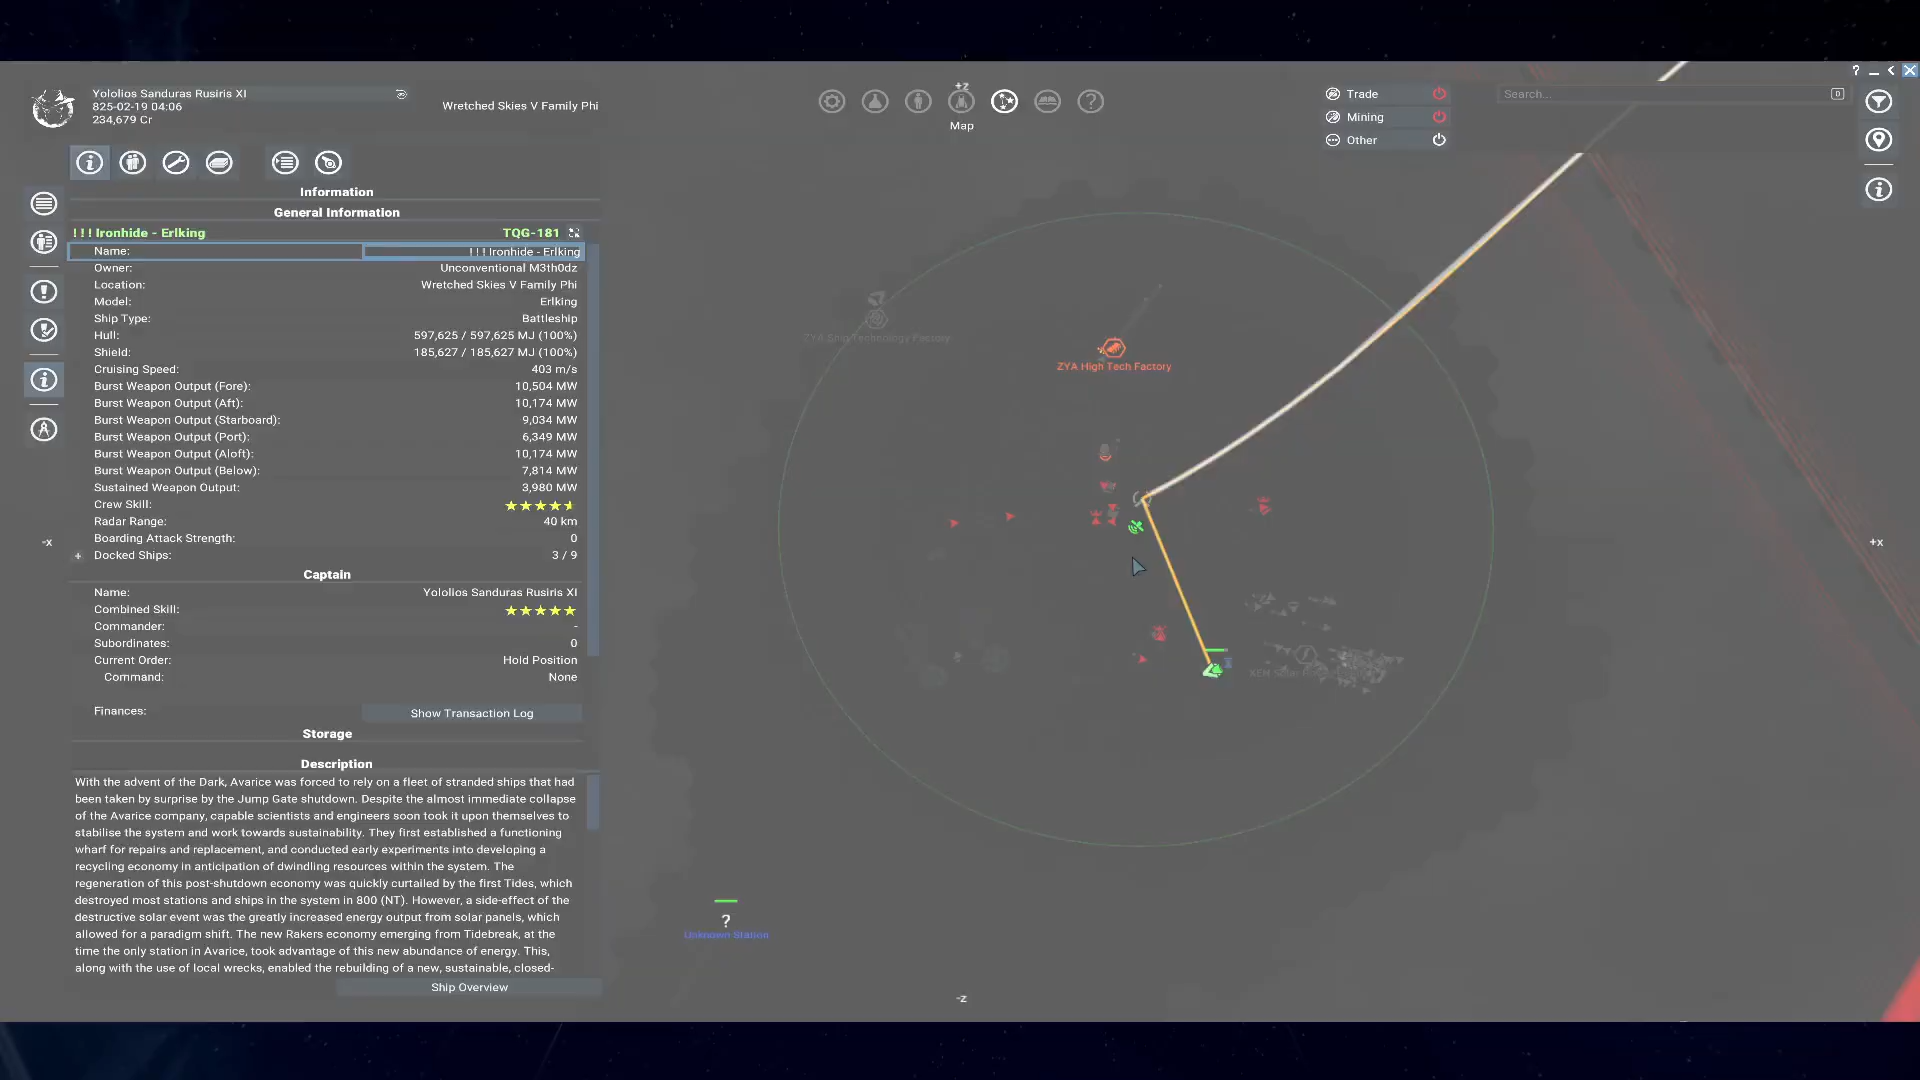 Yololios Sanduras Rusiris XI
825-02-19 04:06
234,679 Cr
Wretched Skies V Family Phi
+z
Map
Trade
Mining
Other
Search...
Information
General Information
! ! ! Ironhide - Erlking TQG-181
Name: ! ! ! Ironhide - Erlking
Owner: Unconventional M3th0dz
Location: Wretched Skies V Family Phi
Model: Erlking
Ship Type: Battleship
Hull: 597,625 / 597,625 MJ (100%)
Shield: 185,627 / 185,627 MJ (100%)
Cruising Speed: 403 m/s
Burst Weapon Output (Fore): 10,504 MW
Burst Weapon Output (Aft): 10,174 MW
Burst Weapon Output (Starboard): 9,034 MW
Burst Weapon Output (Port): 6,349 MW
Burst Weapon Output (Aloft): 10,174 MW
Burst Weapon Output (Below): 7,814 MW
Sustained Weapon Output: 3,980 MW
Crew Skill:
Radar Range: 40 km
Boarding Attack Strength: 0
+ Docked Ships: 3 / 9
Captain
Name: Yololios Sanduras Rusiris XI
Combined Skill:
Commander: -
Subordinates: 0
Current Order: Hold Position
Command: None
Finances: Show Transaction Log
Storage
Description
With the advent of the Dark, Avarice was forced to rely on a fleet of stranded ships that had
been taken by surprise by the Jump Gate shutdown. Despite the almost immediate collapse
of the Avarice company, capable scientists and engineers soon took it upon themselves to
stabilise the system and work towards sustainability. They first established a functioning
wharf for repairs and replacement, and conducted early experiments into developing a
recycling economy in anticipation of dwindling resources within the system. The
regeneration of this post-shutdown economy was quickly curtailed by the first Tides, which
destroyed most stations and ships in the system in 800 (NT). However, a side-effect of the
destructive solar event was the greatly increased energy output from solar panels, which
allowed for a paradigm shift. The new Rakers economy emerging from Tidebreak, at the
time the only station in Avarice, took advantage of this new abundance of energy. This,
along with the use of local wrecks, enabled the rebuilding of a new, sustainable, closed-
Ship Overview
-x
+x
-z
ZYA Ship Technology Factory
ZYA High Tech Factory
XEN Solar
?
Unknown Station